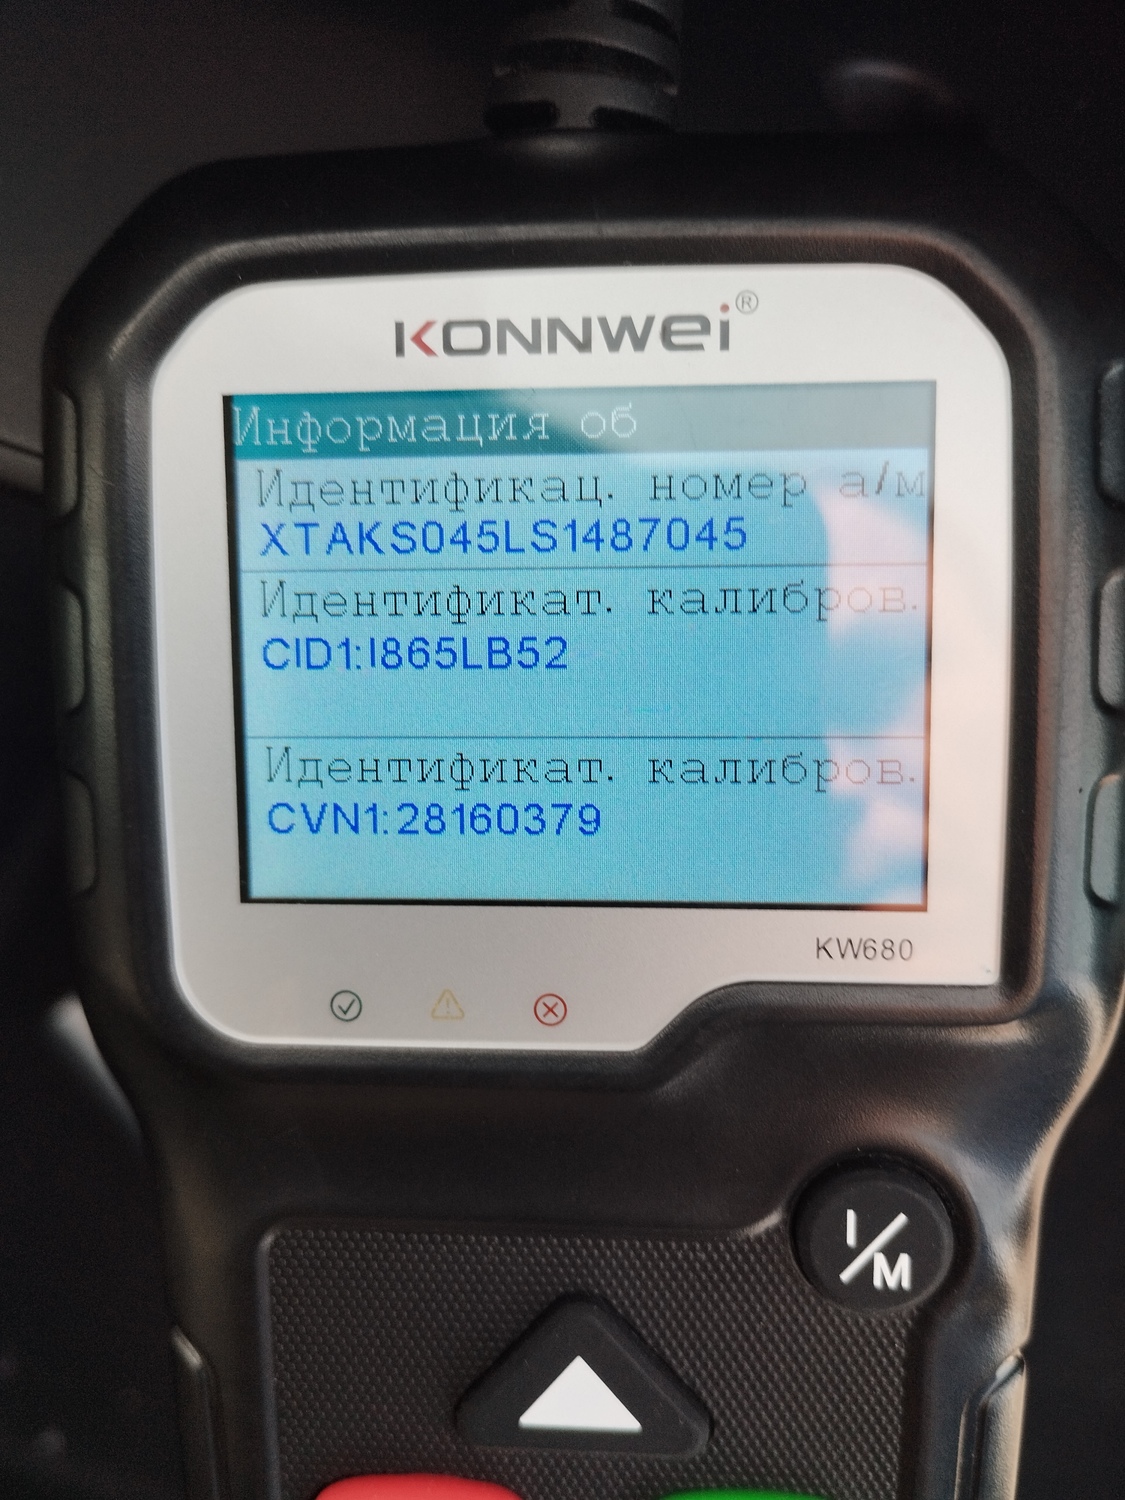 KONNWEI®
Информация об
Идентификац. номер а/м
XTAKS045LS1487045
Идентификат. калибров.
CID1:I865LB52
Идентификат. калибров.
CVN1:28160379
KW680
I/M